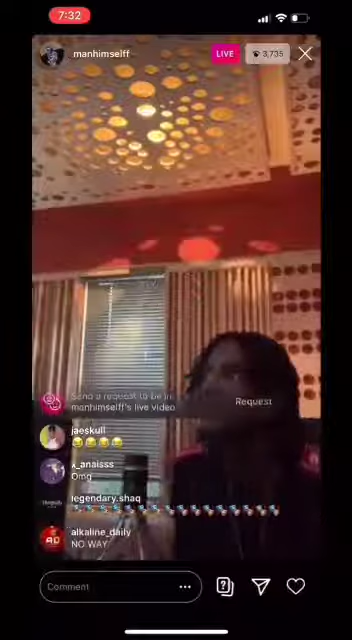 7:32
manhimselff
LIVE
3,735
Send a request to be in
manhimselff's live video
Request
jaeskull
_anaisss
Omg
legendary.shaq
alkaline_daily
NO WAY
Comment